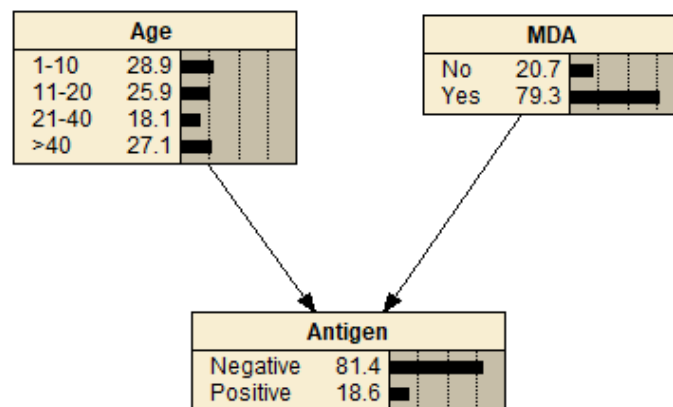 Age
1-10 28.9
11-20 25.9
21-40 18.1
>40 27.1
MDA
No 20.7
Yes 79.3
Antigen
Negative 81.4
Positive 18.6